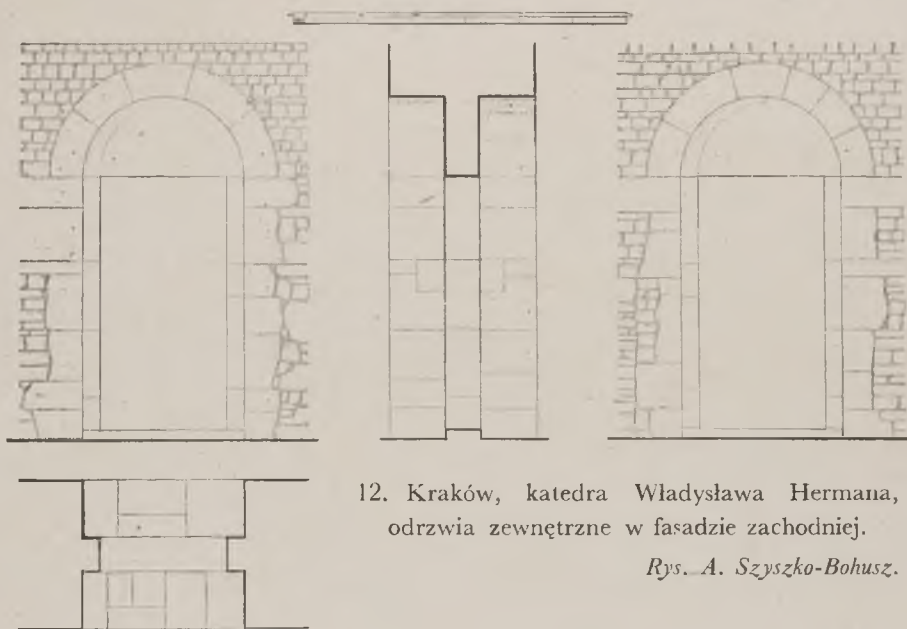 12. Kraków, katedra Władysława Hermana,
odrzwia zewnętrzne w fasadzie zachodniej.
Rys. A. Szyszko-Bohusz.